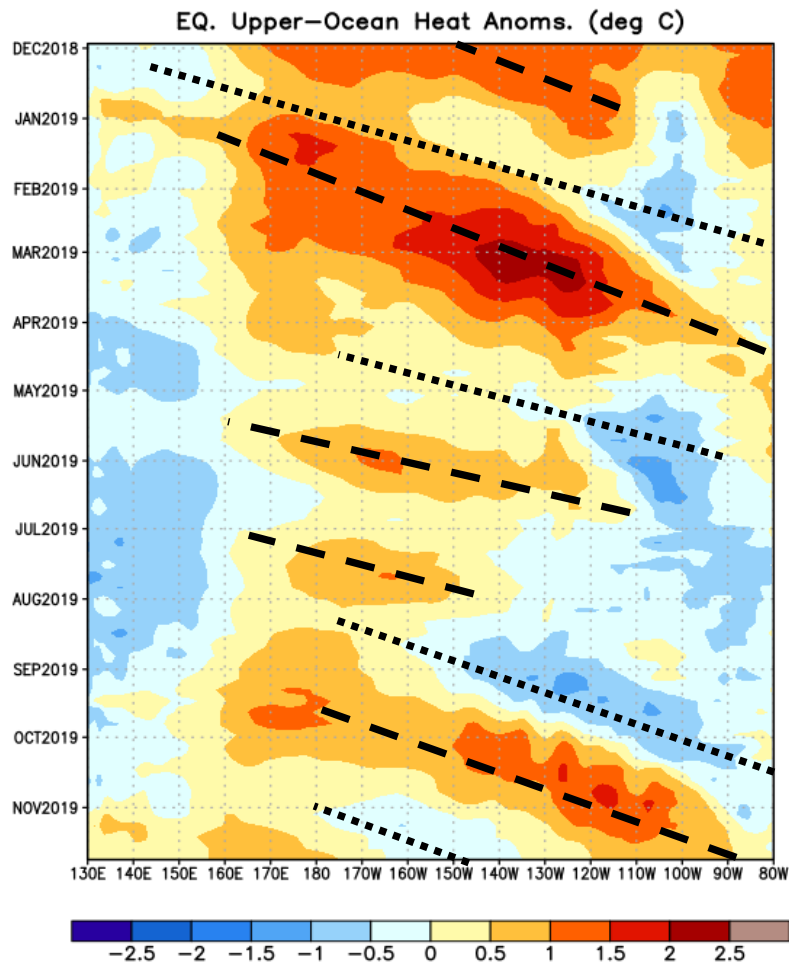 EQ. Upper-Ocean Heat Anoms. (deg C)
DEC2018
JAN2019
FEB2019
MAR2019
APR2019
MAY2019
JUN2019
JUL2019
AUG2019
SEP2019
OCT2019
NOV2019
130E 140E 150E 160E 170E 180 170W 160W 150W 140W 130W 120W 110W 100W 90W 80W
-2.5 -2 -1.5 -1 -0.5 0 0.5 1 1.5 2 2.5